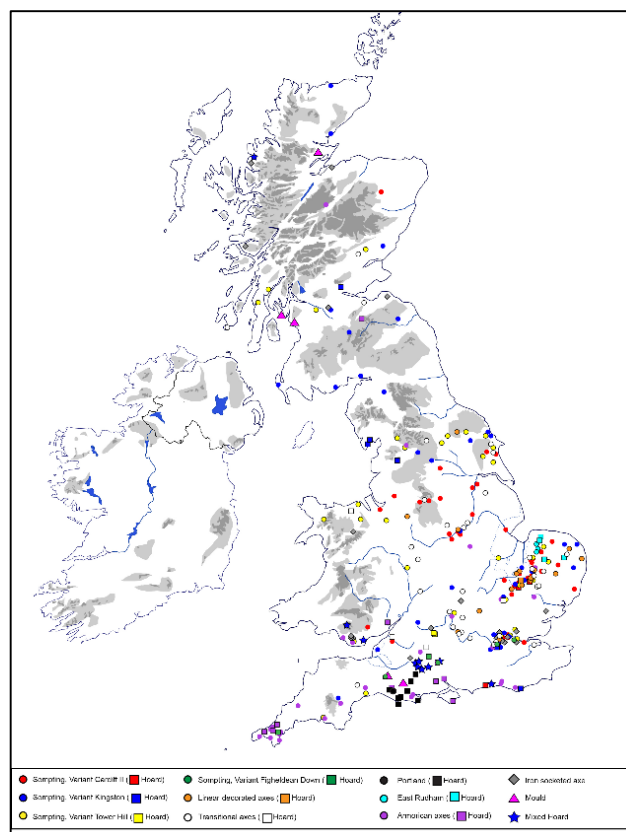 Sompting, Variant Cardiff II ( Hoard) Sompting, Variant Figheldean Down ( Hoard) Portland ( Hoard) Iron socketed axe
Sompting, Variant Kingston ( Hoard) Linear decorated axes ( Hoard) East Rudham ( Hoard) Mould
Sompting, Variant Tower Hill ( Hoard) Transitional axes ( Hoard) Armorican axes ( Hoard) Mixed Hoard